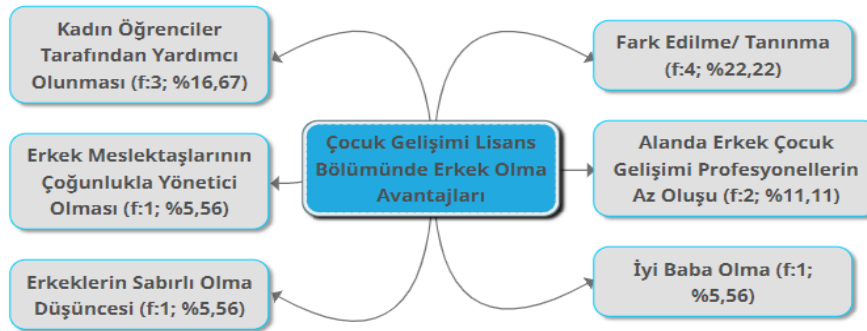 Kadın Öğrenciler
Tarafından Yardımcı
Olunması (f:3; %16,67)
Fark Edilme/ Tanınma
(f:4; %22,22)
Çocuk Gelişimi Lisans
Bölümünde Erkek Olma
Avantajları
Erkek Meslektaşlarının
Çoğunlukla Yönetici
Olması (f:1; %5,56)
Alanda Erkek Çocuk
Gelişimi Profesyonellerin
Az Oluşu (f:2; %11,11)
Erkeklerin Sabırlı Olma
Düşüncesi (f:1; %5,56)
İyi Baba Olma (f:1;
%5,56)